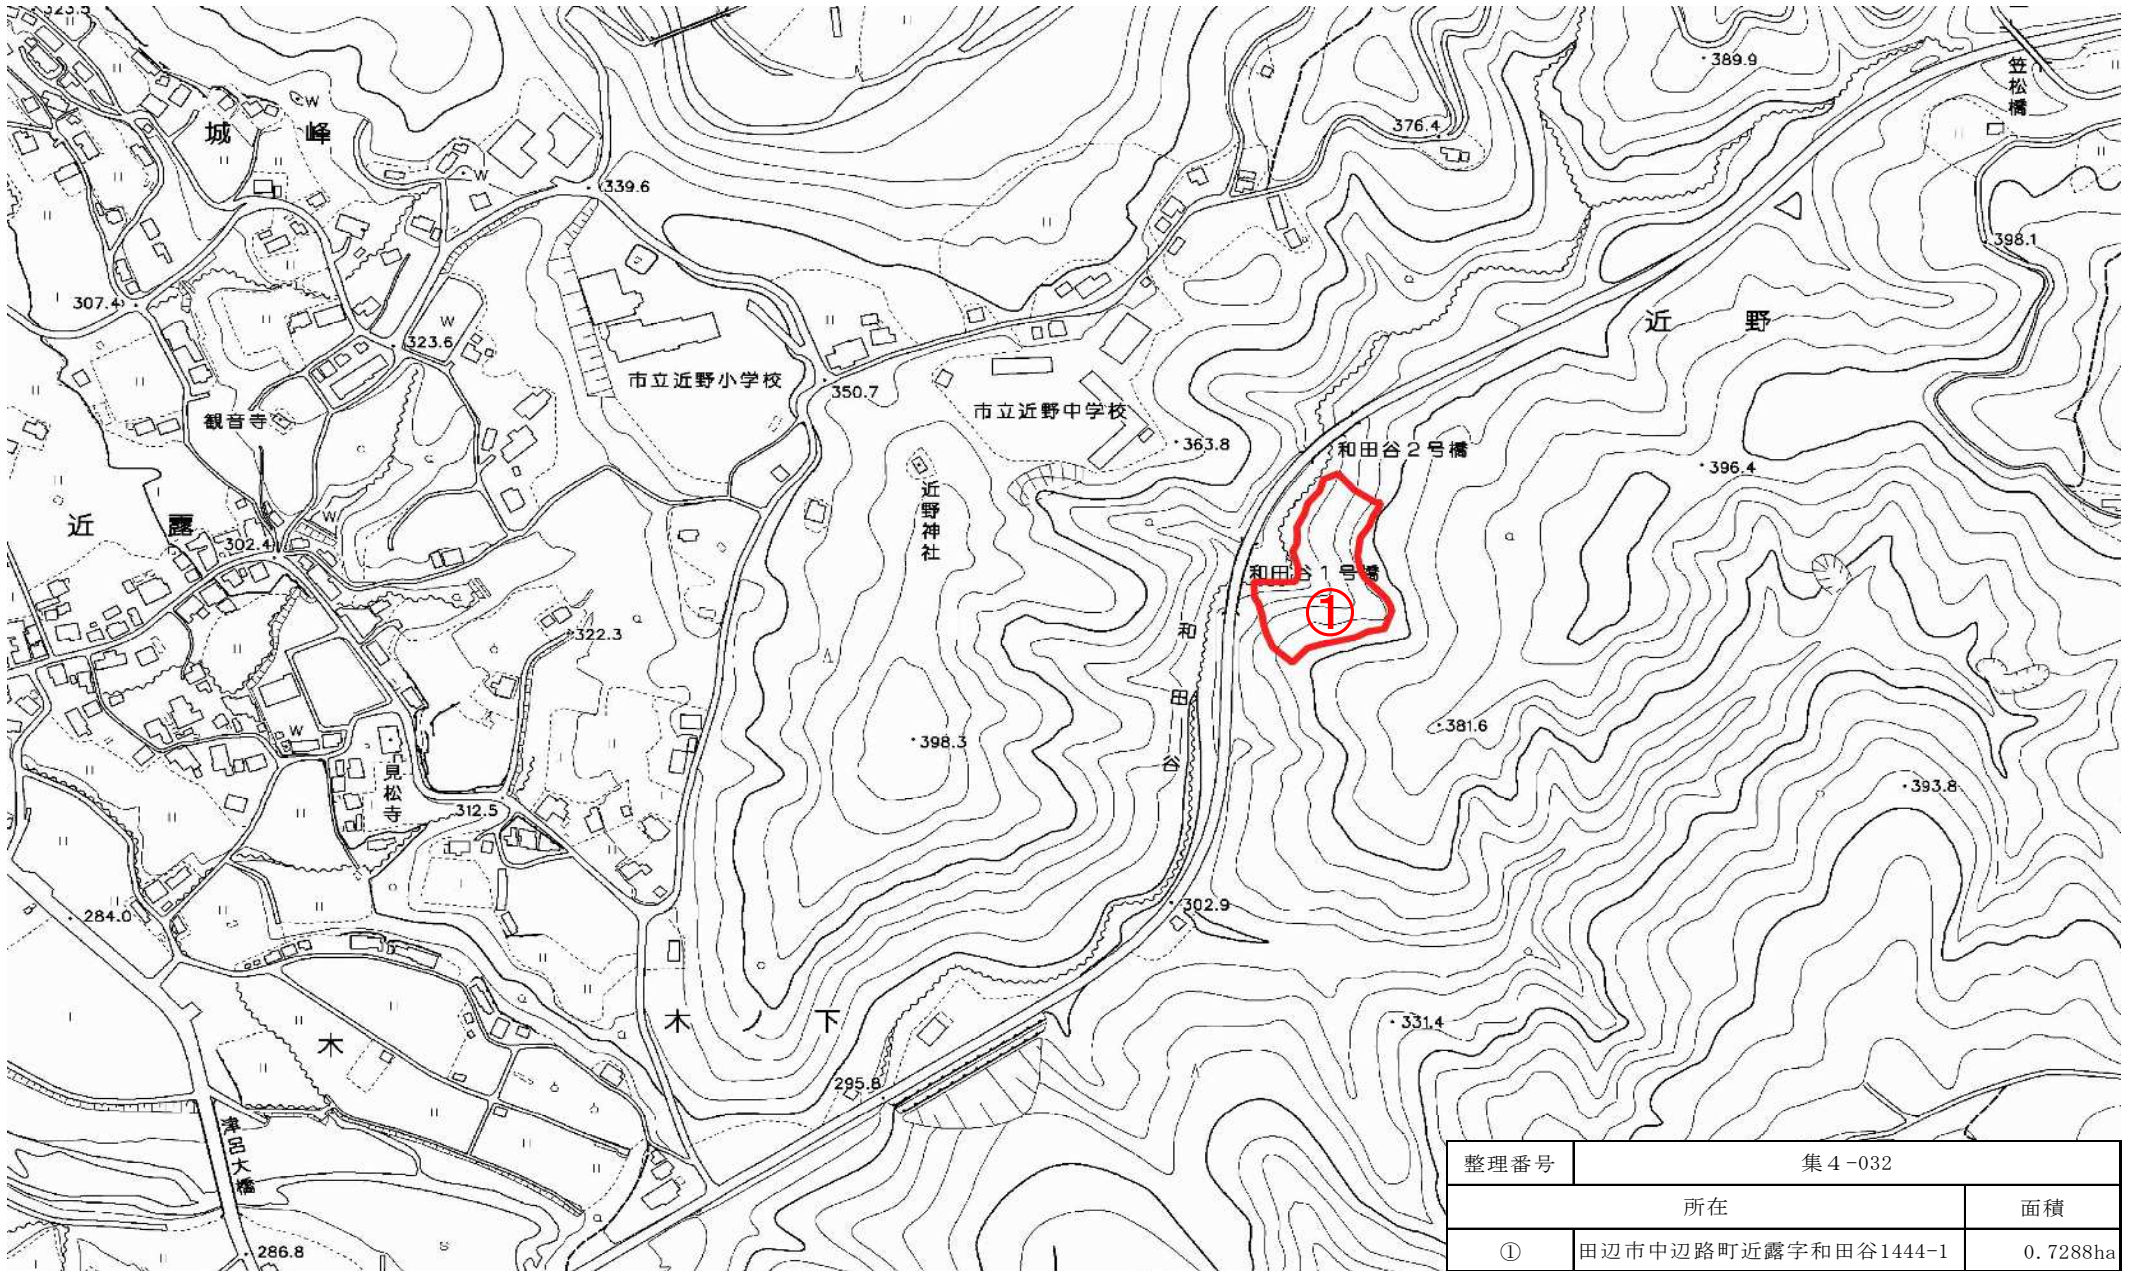 323.5
389.9
笠松橋
W
城峰
376.4
W
339.6
398.1
307.4
W
323.6
近野
市立近野小学校
350.7
市立近野中学校
観音寺
363.8
和田谷2号橋
396.4
近野神社
W
近露
302.4
和田谷1号橋
①
322.3
和田谷
W
398.3
381.6
見松寺
312.5
393.8
284.0
302.9
木ノ下
木
331.4
295.8
津呂大橋
286.8
整理番号 集4-032
所在 面積
① 田辺市中辺路町近露字和田谷1444-1 0.7288ha